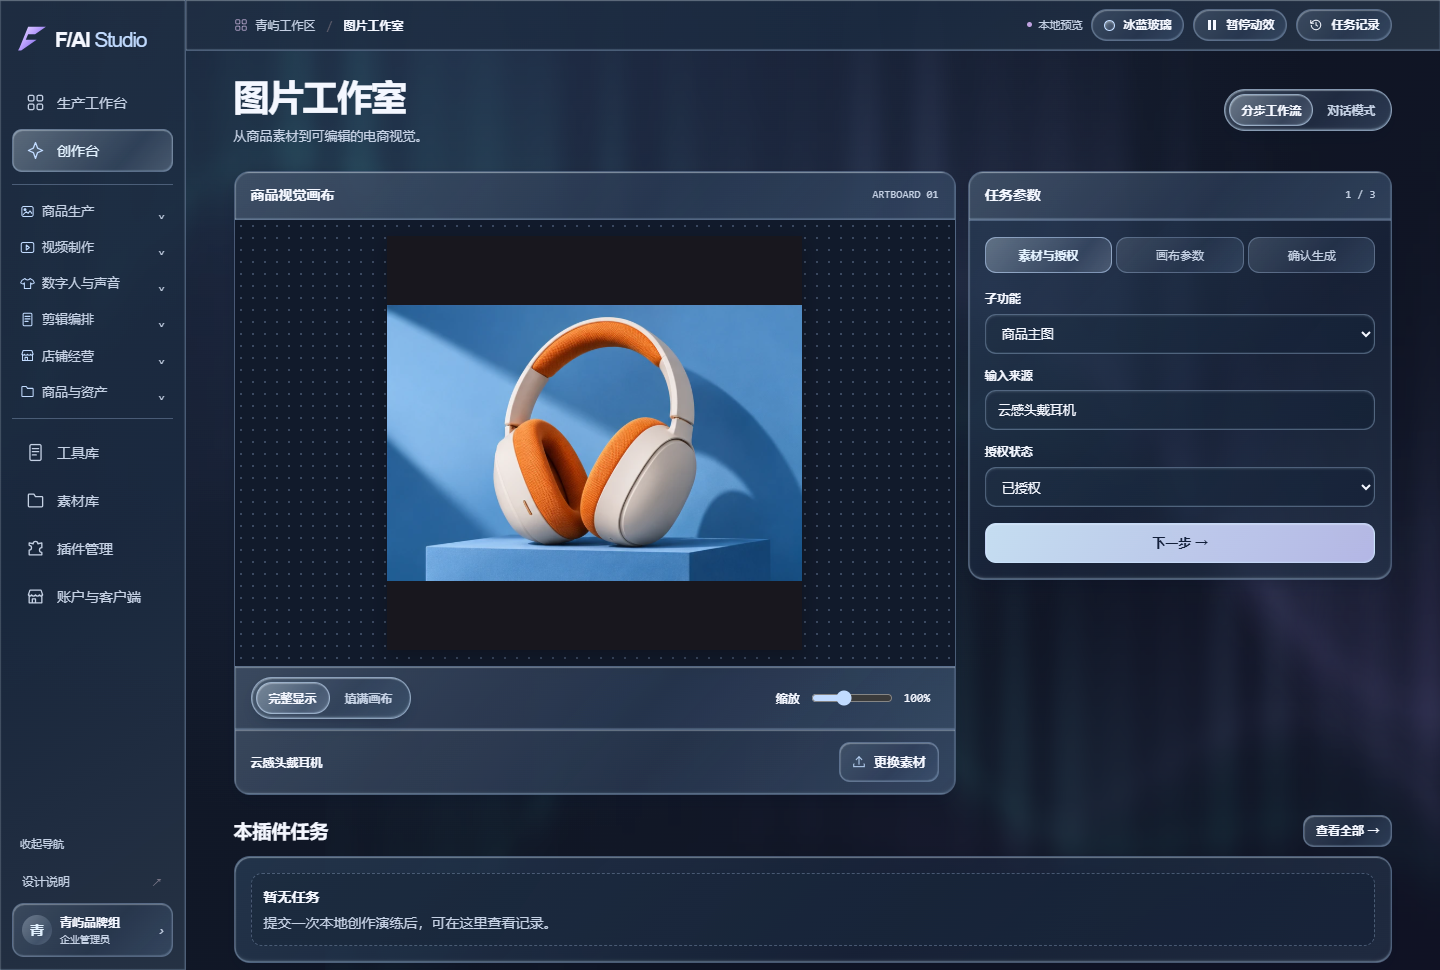 F/AI Studio
生产工作台
创作台
商品生产
视频制作
数字人与声音
剪辑编排
店铺经营
商品与资产
工具库
素材库
插件管理
账户与客户端
收起导航
设计说明
青
青屿品牌组
企业管理员
青屿工作区 / 图片工作室
本地预览
冰蓝玻璃
暂停动效
任务记录
图片工作室
从商品素材到可编辑的电商视觉。
分步工作流
对话模式
商品视觉画布
ARTBOARD 01
完整显示
填满画布
缩放
100%
云感头戴耳机
更换素材
任务参数
1 / 3
素材与授权
画布参数
确认生成
子功能
商品主图
输入来源
云感头戴耳机
授权状态
已授权
下一步 →
本插件任务
查看全部 →
暂无任务
提交一次本地创作演练后，可在这里查看记录。